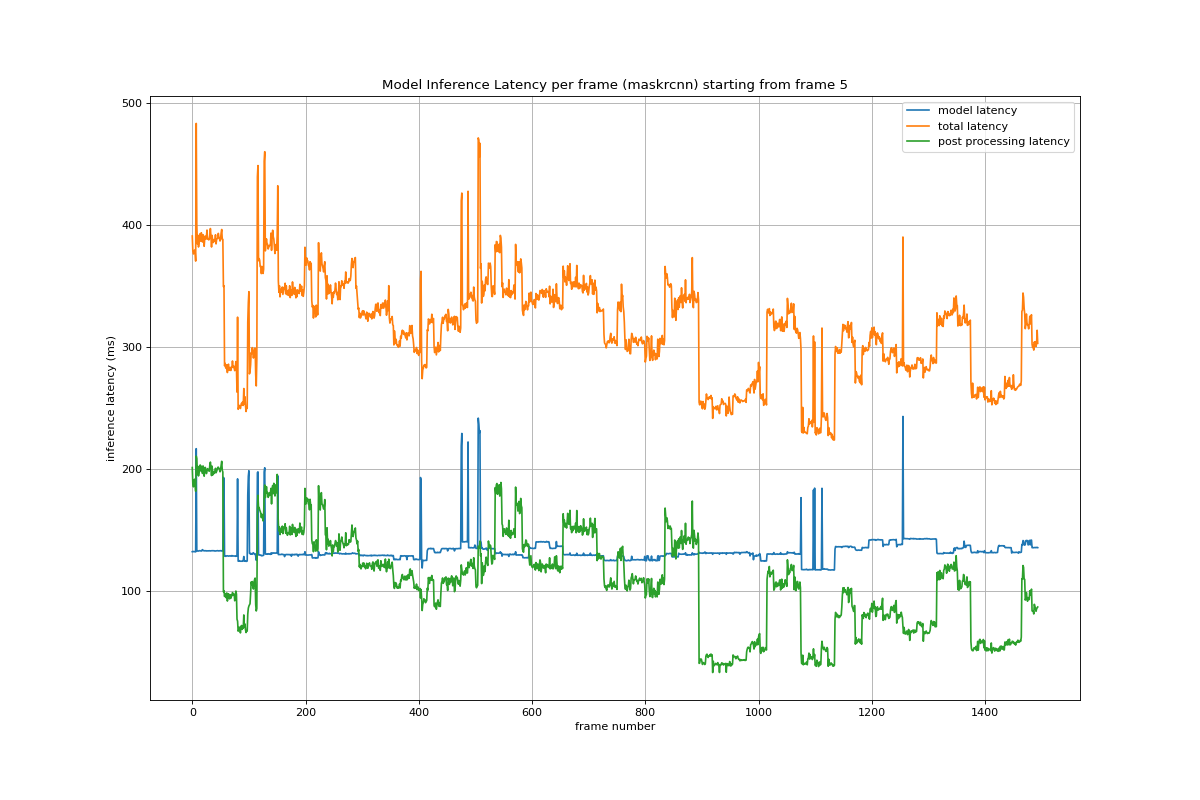 Model Inference Latency per frame (maskrcnn) starting from frame 5
500
400
300
200
100
inference latency (ms)
model latency
total latency
post processing latency
0 200 400 600 800 1000 1200 1400
frame number